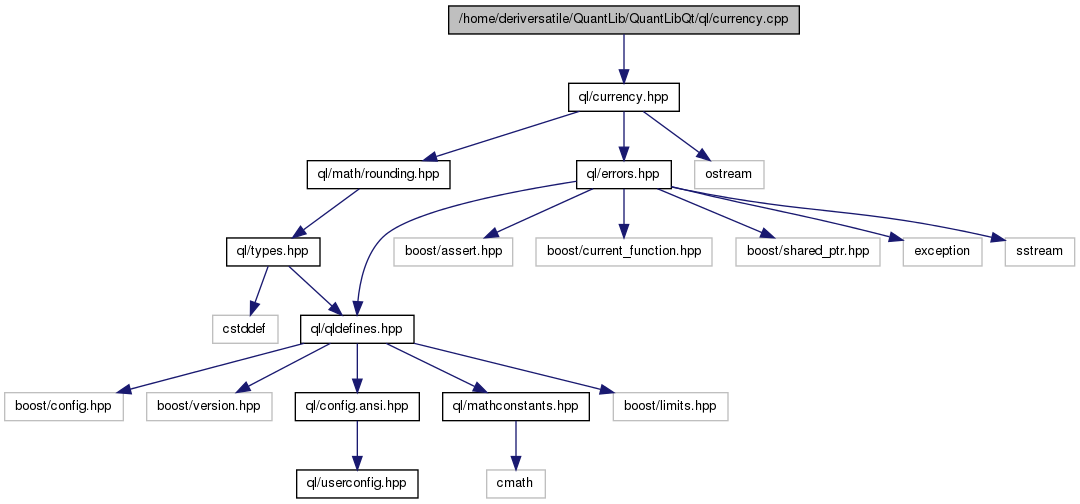 /home/deriversatile/QuantLib/QuantLibQt/ql/currency.cpp
ql/currency.hpp
ql/math/rounding.hpp
ql/errors.hpp
ostream
ql/types.hpp
boost/assert.hpp
boost/current_function.hpp
boost/shared_ptr.hpp
exception
sstream
cstddef
ql/qldefines.hpp
boost/config.hpp
boost/version.hpp
ql/config.ansi.hpp
ql/mathconstants.hpp
boost/limits.hpp
ql/userconfig.hpp
cmath